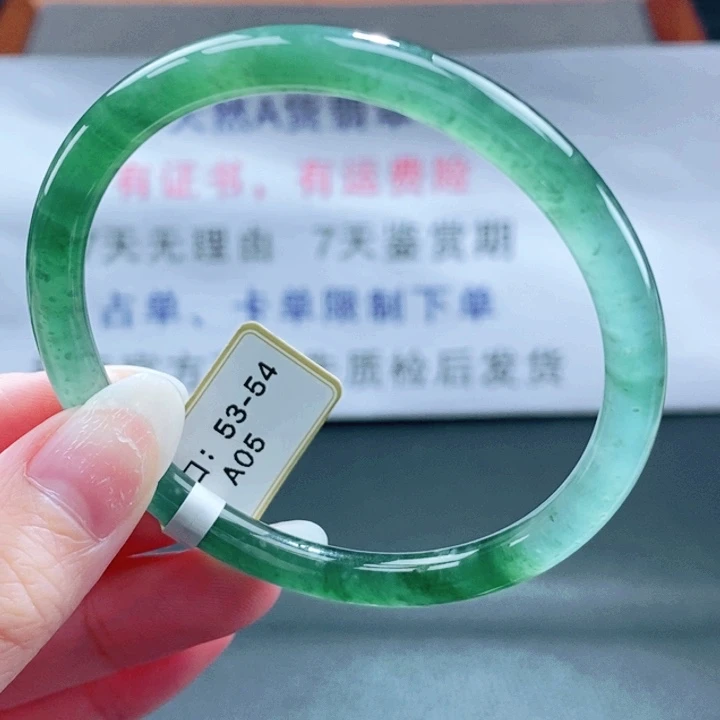 天然A货翡翠
有证书，有运费险
7天无理由 7天鉴赏期
占单、卡单限制下单
质检后发货
口：53-54
A05